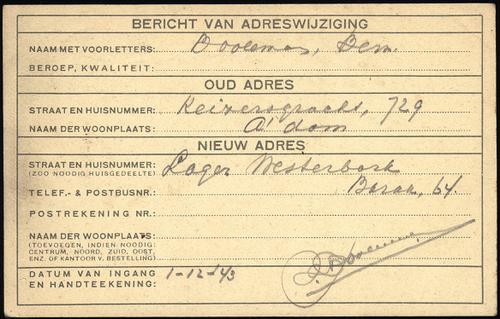 BERICHT VAN ADRESWIJZIGING
NAAM MET VOORLETTERS: Dem.
BEROEP, KWALITEIT:
OUD ADRES
STRAAT EN HUISNUMMER: Keizersgracht, 729
NAAM DER WOONPLAATS: A'dam
NIEUW ADRES
STRAAT EN HUISNUMMER: Lager Westerbork
(ZOO NOODIG HUISGEDEELTE)
TELEF.- & POSTBUSNR.: Barak, 64.
POSTREKENING NR.:
NAAM DER WOONPLAATS:
(TOEVOEGEN, INDIEN NOODIG:
CENTRUM, NOORD, ZUID, OOST,
ENZ. OF KANTOOR V. BESTELLING)
DATUM VAN INGANG 1-12-'43
EN HANDTEEKENING: